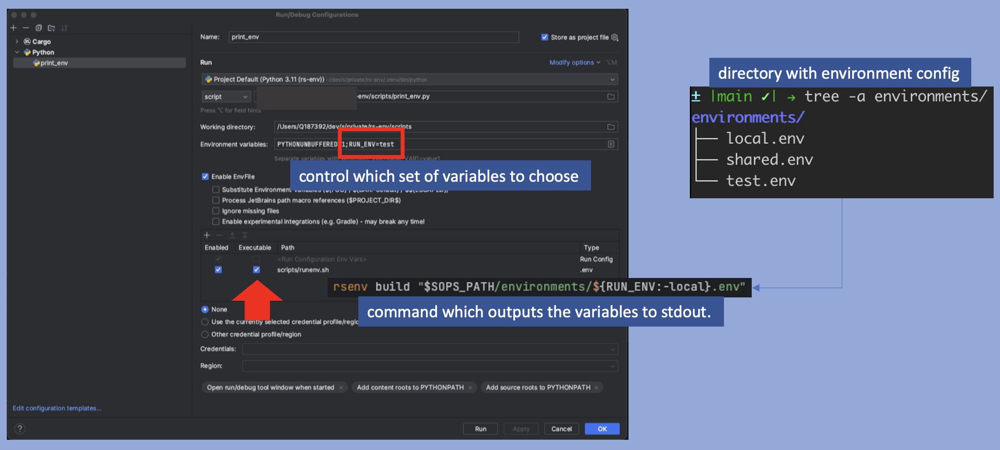 Run/Debug Configurations
Cargo
Python
print_env
Name: print_env
Store as project file
Run
Modify options ⌥M
Project Default (Python 3.11 (rs-env)) ~/dev/s/private/rs-env/.venv/bin/python
script
-env/scripts/print_env.py
Press ⌥ for field hints
Working directory: /Users/Q187392/dev/s/private/rs-env/scripts
Environment variables: PYTHONUNBUFFERED 1;RUN_ENV=test
Separate variables with VAR1=value1
control which set of variables to choose
Enable EnvFile
Substitute Environment
Process JetBrains path macro references ($PROJECT_DIR$)
Ignore missing files
Enable experimental integrations (e.g. Gradle) - may break any time!
Enabled Executable Path Type
<Run Configuration Env Vars> Run Config
scripts/runenv.sh .env
rsenv build "$SOPS_PATH/environments/${RUN_ENV:-local}.env"
command which outputs the variables to stdout.
None
Use the currently selected credential profile/regio
Other credential profile/region
Credentials:
Region:
Open run/debug tool window when started ×
Add content roots to PYTHONPATH ×
Add source roots to PYTHONPATH ×
Edit configuration templates...
?
Run
Apply
Cancel
OK
directory with environment config
± |main ✓| → tree -a environments/
environments/
├── local.env
├── shared.env
└── test.env